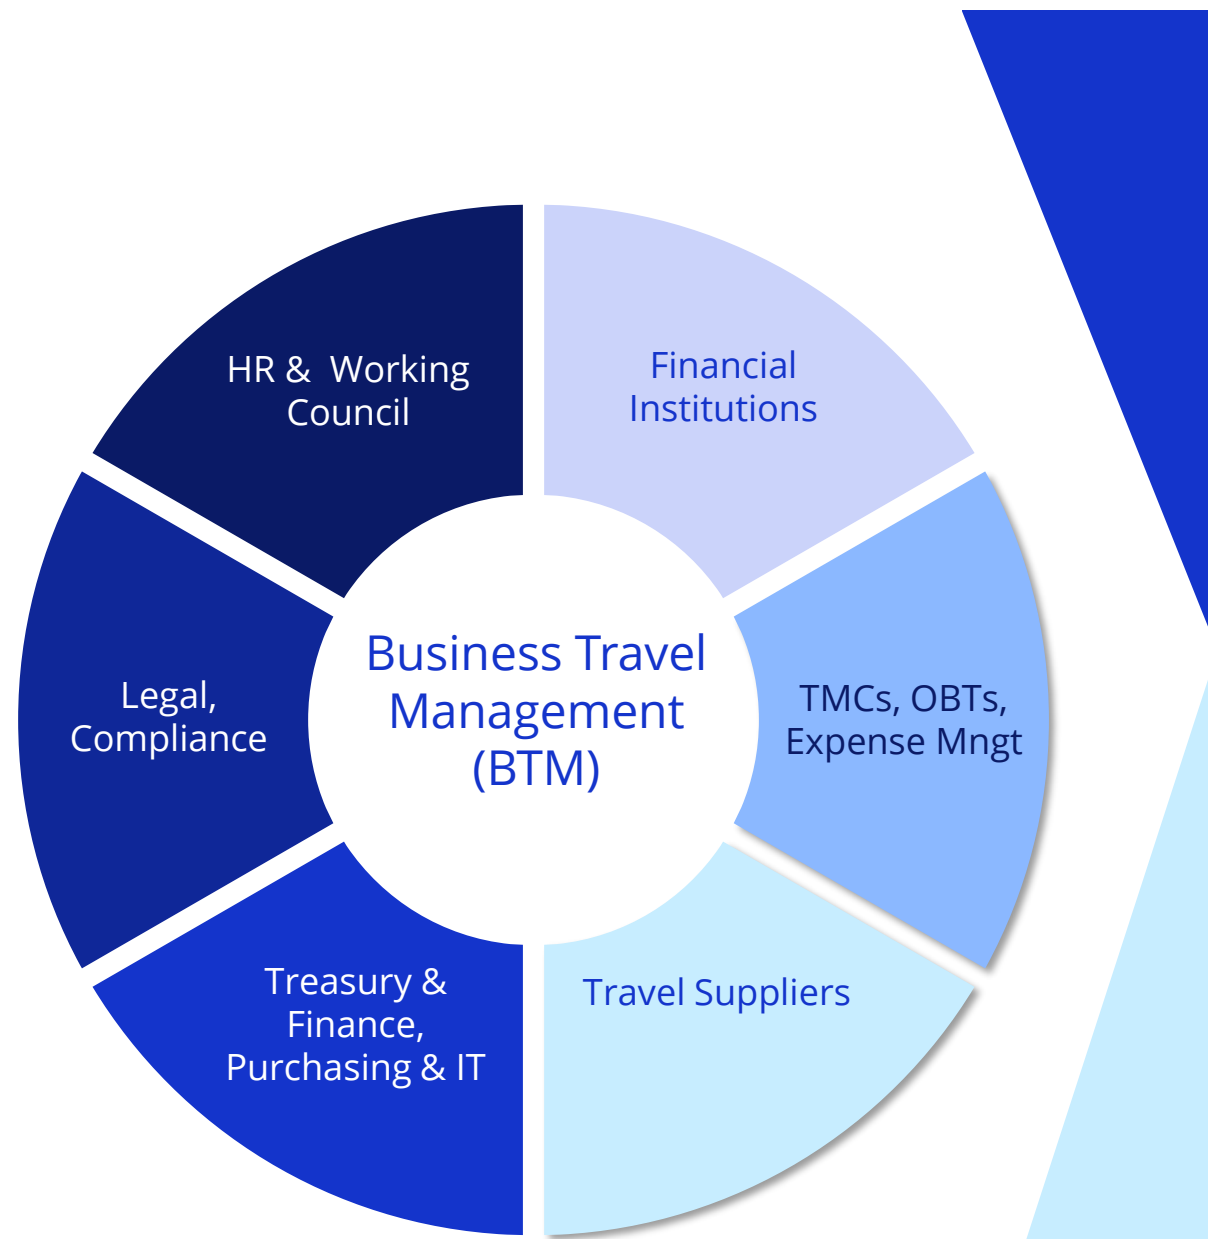 HR & Working
Council
Financial
Institutions
Business Travel
Management
(BTM)
Legal,
Compliance
TMCs, OBTs,
Expense Mngt
Treasury &
Finance,
Purchasing & IT
Travel Suppliers